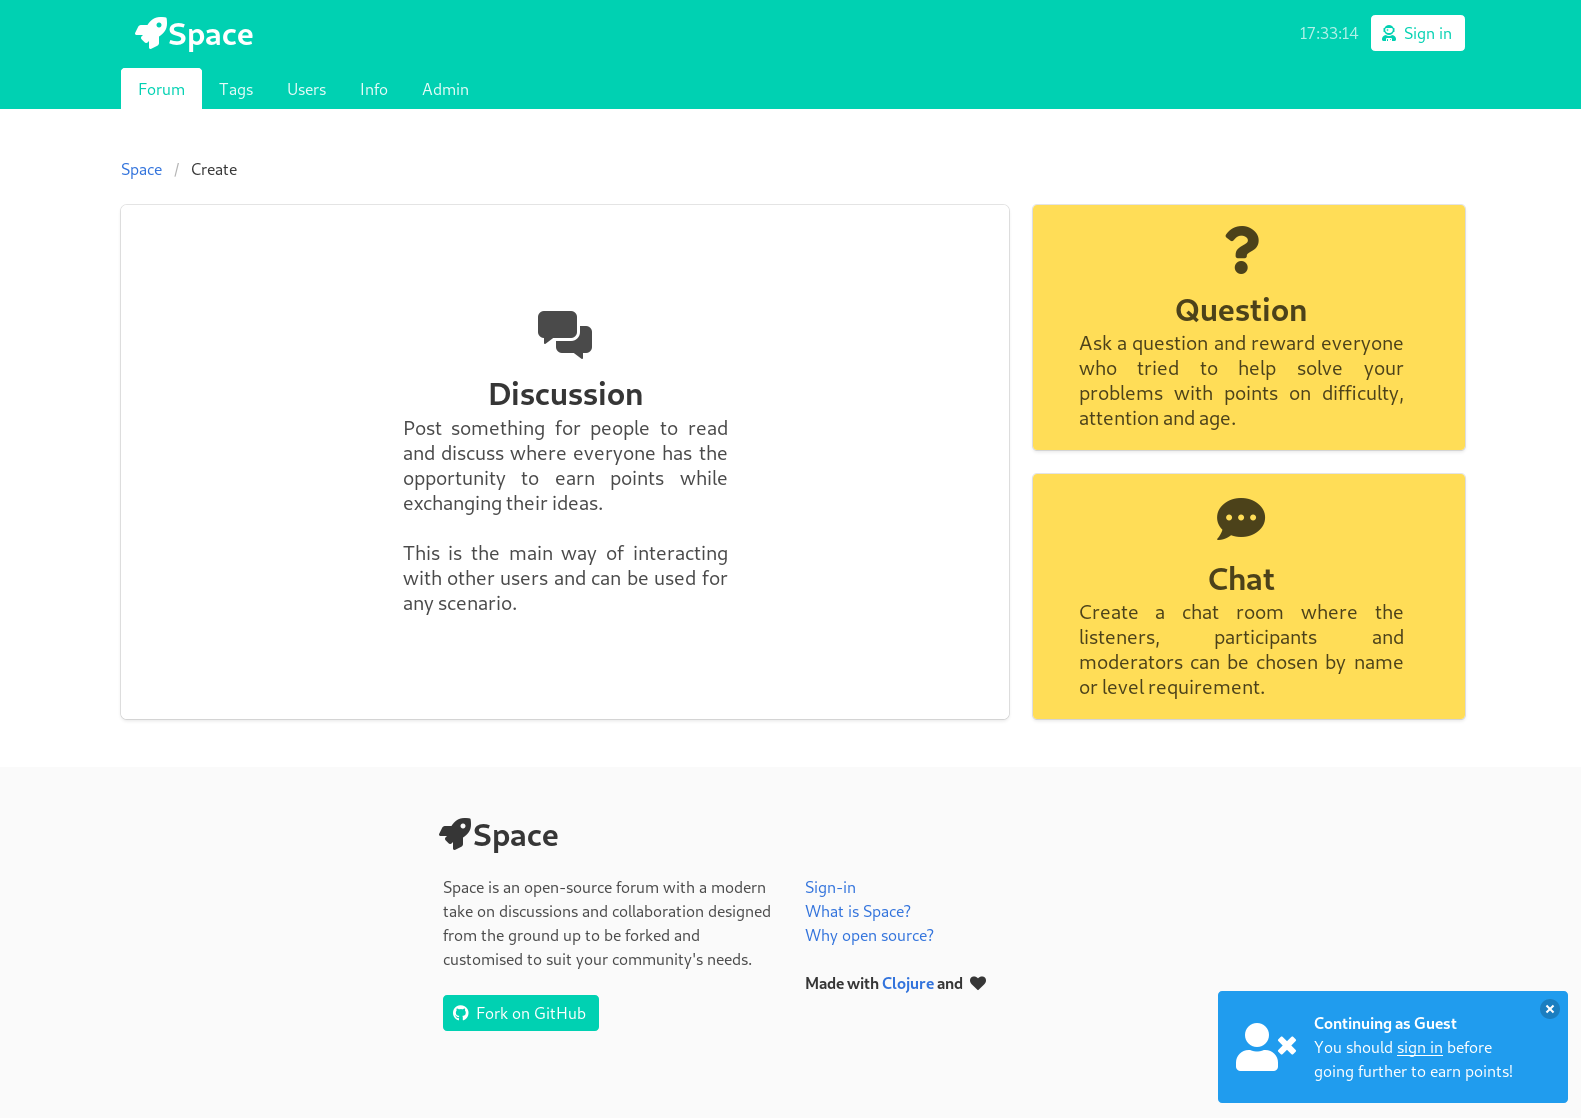 Space
17:33:14
Sign in
Forum Tags Users Info Admin
Space / Create
Discussion
Post something for people to read
and discuss where everyone has the
opportunity to earn points while
exchanging their ideas.
This is the main way of interacting
with other users and can be used for
any scenario.
Question
Ask a question and reward everyone
who tried to help solve your
problems with points on difficulty,
attention and age.
Chat
Create a chat room where the
listeners, participants and
moderators can be chosen by name
or level requirement.
Space
Space is an open-source forum with a modern
take on discussions and collaboration designed
from the ground up to be forked and
customised to suit your community's needs.
Fork on GitHub
Sign-in
What is Space?
Why open source?
Made with Clojure and
Continuing as Guest
You should sign in before
going further to earn points!